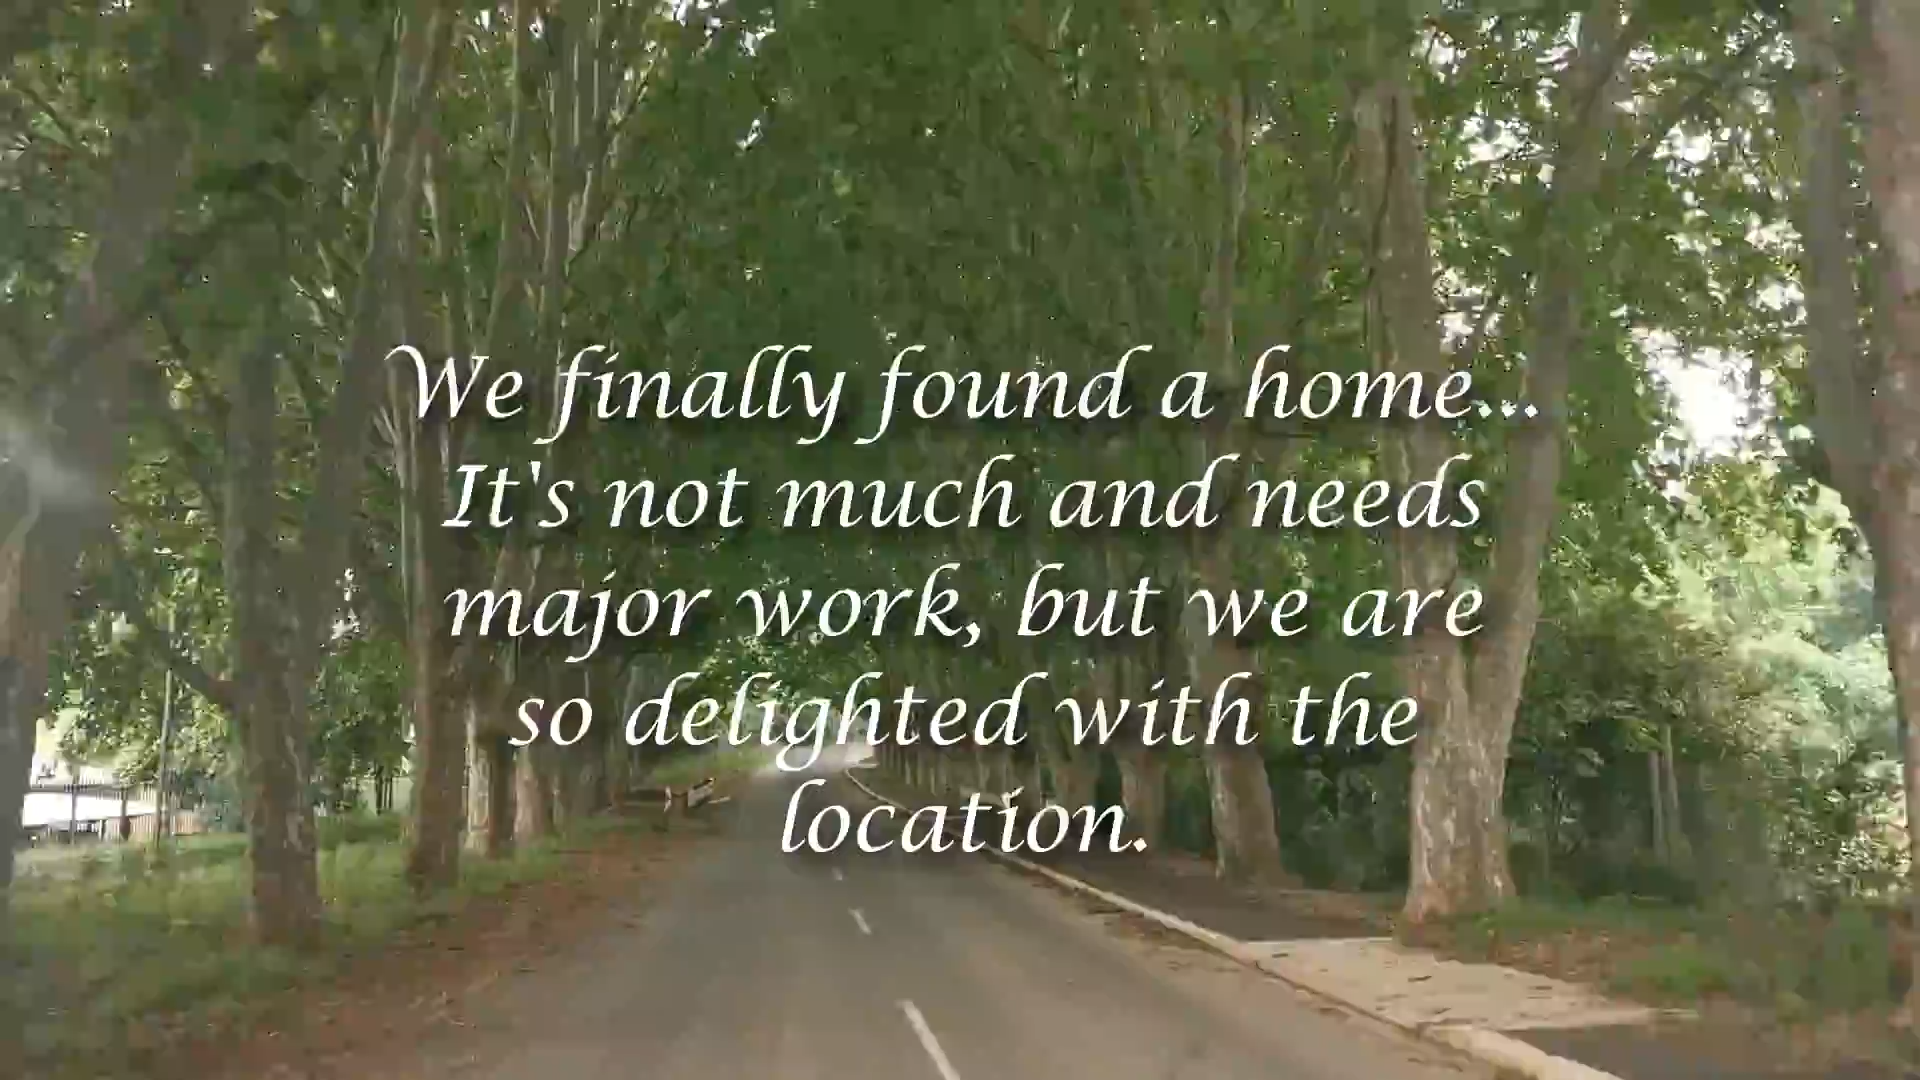 We finally found a home...
It's not much and needs
major work, but we are
so delighted with the
location.